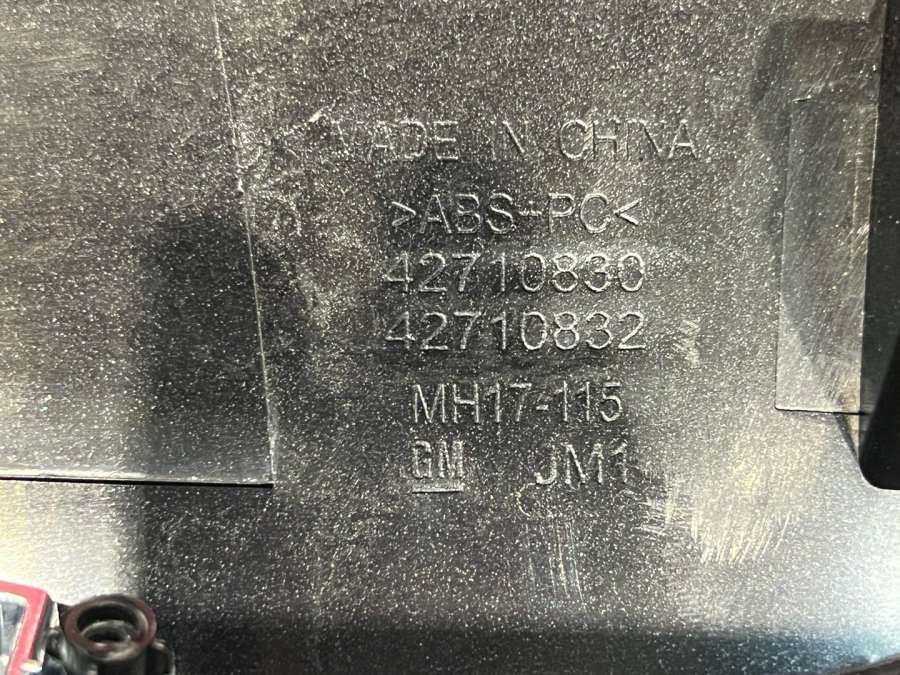 MADE IN CHINA
>ABS-PC<
42710830
42710832
MH17-115
GM JM1